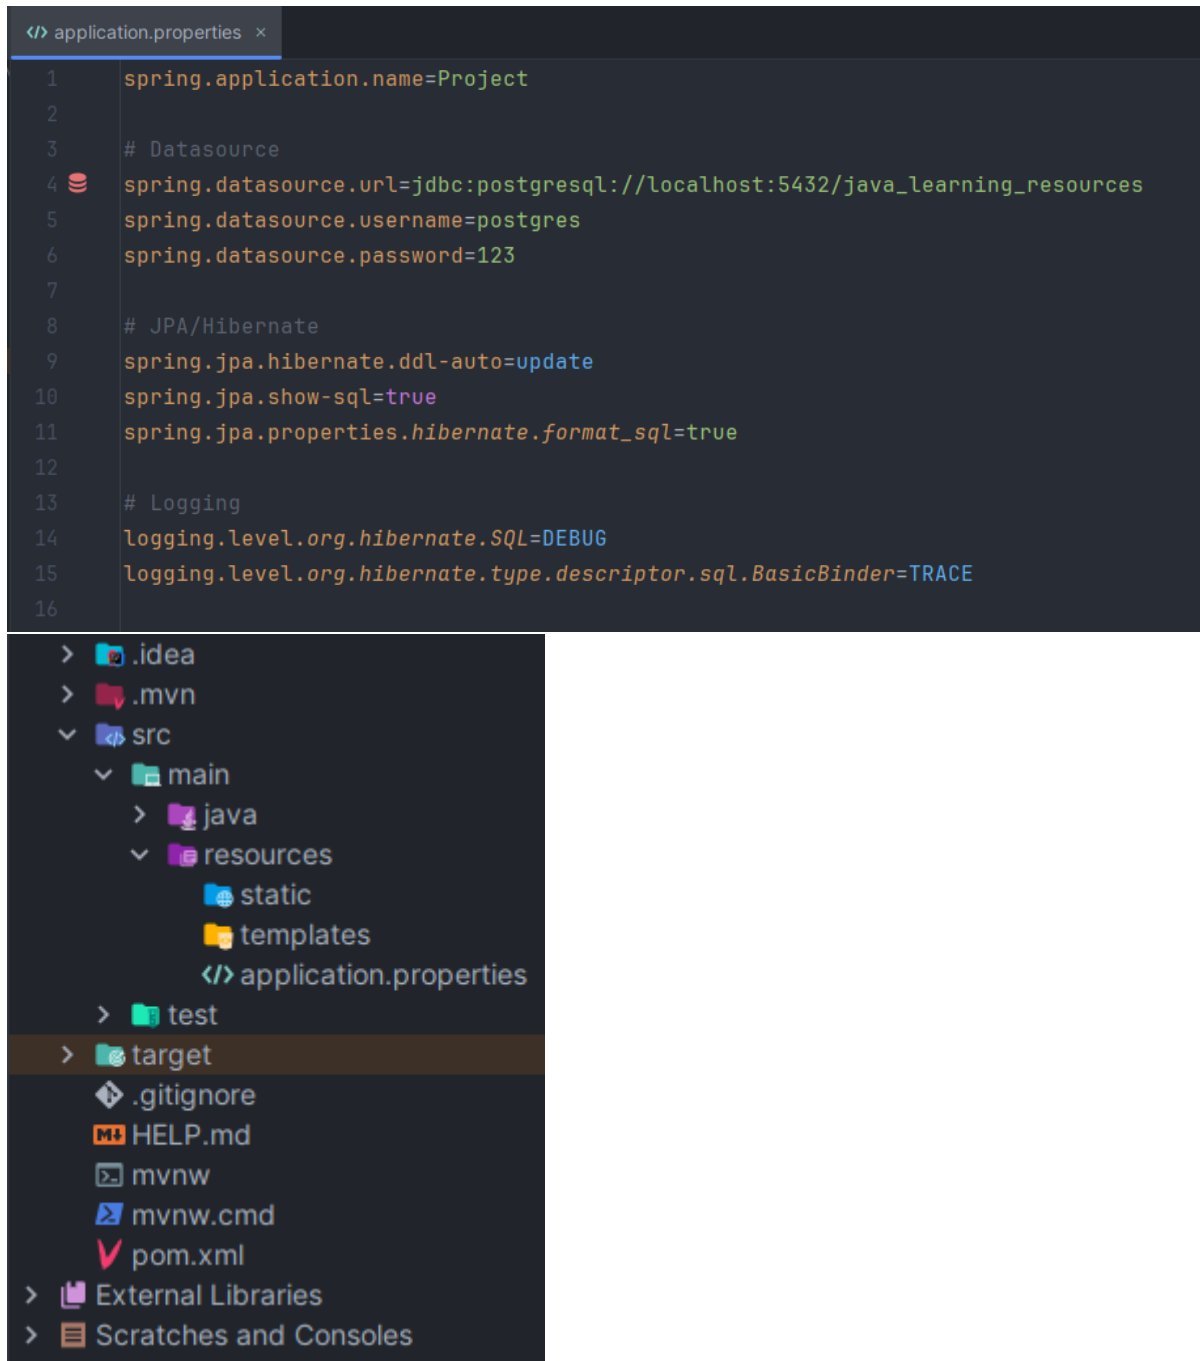 application.properties ×
1 spring.application.name=Project
2
3 # Datasource
4 spring.datasource.url=jdbc:postgresql://localhost:5432/java_learning_resources
5 spring.datasource.username=postgres
6 spring.datasource.password=123
7
8 # JPA/Hibernate
9 spring.jpa.hibernate.ddl-auto=update
10 spring.jpa.show-sql=true
11 spring.jpa.properties.hibernate.format_sql=true
12
13 # Logging
14 logging.level.org.hibernate.SQL=DEBUG
15 logging.level.org.hibernate.type.descriptor.sql.BasicBinder=TRACE
16
.idea
.mvn
src
main
java
resources
static
templates
application.properties
test
target
.gitignore
HELP.md
mvnw
mvnw.cmd
pom.xml
External Libraries
Scratches and Consoles